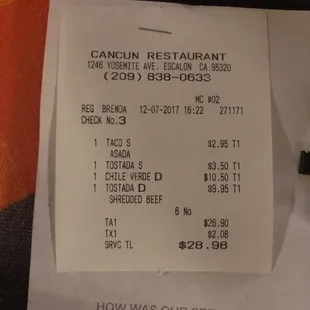 CANCUN RESTAURANT
1246 YOSEMITE AVE. ESCALON CA.95320
(209) 838-0633
MC #02
REG BRENDA 12-07-2017 16:22 271171
CHECK No.3
1 TACO S $2.95 T1
ASADA
1 TOSTADA S $3.50 T1
1 CHILE VERDE D $10.50 T1
1 TOSTADA D $9.95 T1
SHREDDED BEEF
6 No
TA1 $26.90
TX1 $2.08
SRVC TL $28.98
HOW WAS OUR